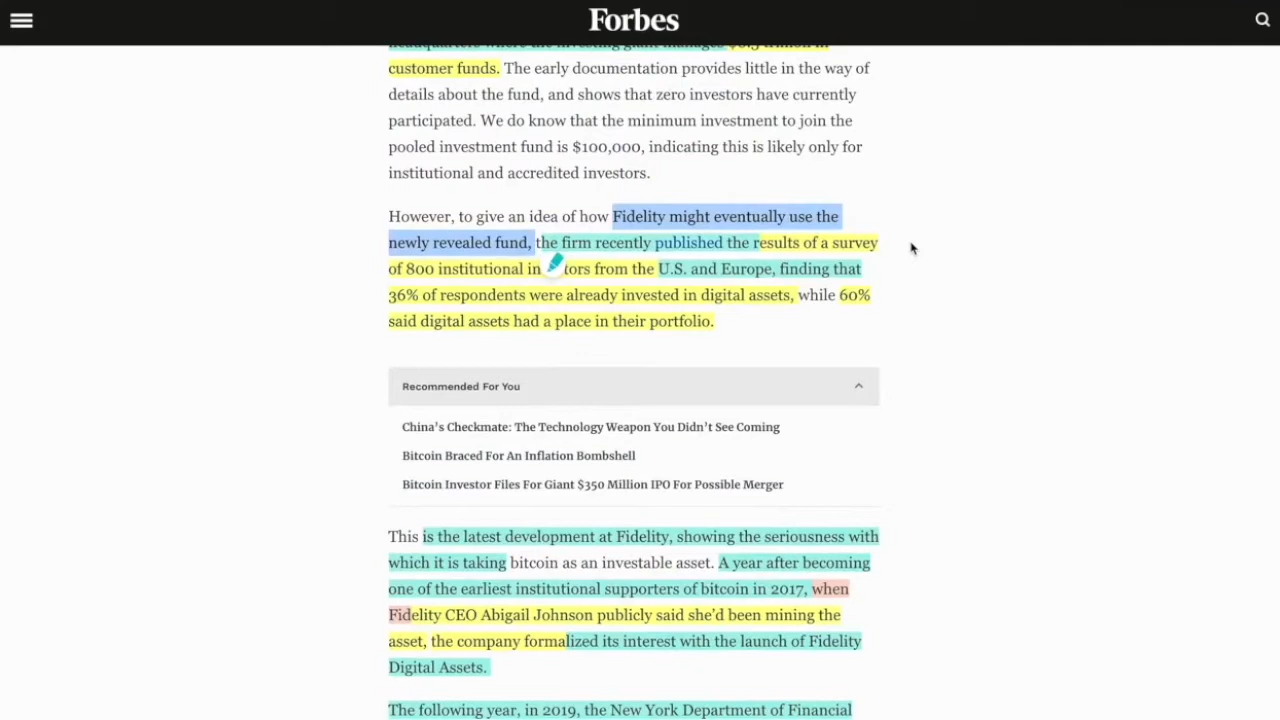 Forbes
headquarters where the investing giant manages $8.3 trillion in
customer funds. The early documentation provides little in the way of
details about the fund, and shows that zero investors have currently
participated. We do know that the minimum investment to join the
pooled investment fund is $100,000, indicating this is likely only for
institutional and accredited investors.
However, to give an idea of how Fidelity might eventually use the
newly revealed fund, the firm recently published the results of a survey
of 800 institutional in tors from the U.S. and Europe, finding that
36% of respondents were already invested in digital assets, while 60%
said digital assets had a place in their portfolio.
Recommended For You
China's Checkmate: The Technology Weapon You Didn't See Coming
Bitcoin Braced For An Inflation Bombshell
Bitcoin Investor Files For Giant $350 Million IPO For Possible Merger
This is the latest development at Fidelity, showing the seriousness with
which it is taking bitcoin as an investable asset. A year after becoming
one of the earliest institutional supporters of bitcoin in 2017, when
Fidelity CEO Abigail Johnson publicly said she'd been mining the
asset, the company formalized its interest with the launch of Fidelity
Digital Assets.
The following year, in 2019, the New York Department of Financial